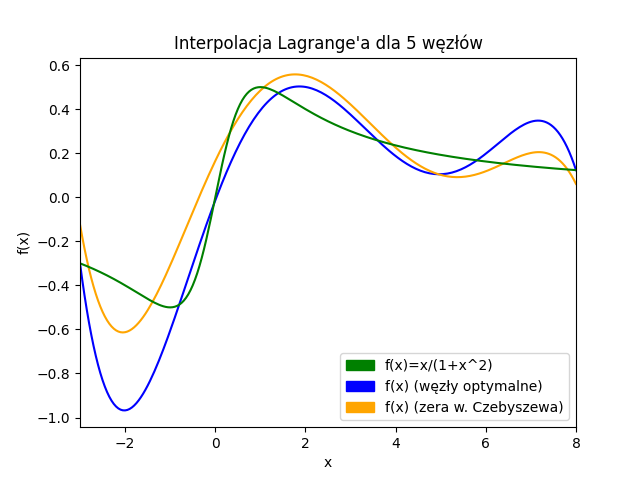 Interpolacja Lagrange'a dla 5 węzłów
0.6
0.4
0.2
0.0
−0.2
−0.4
−0.6
−0.8
−1.0
f(x)
f(x)=x/(1+x^2)
f(x) (węzły optymalne)
f(x) (zera w. Czebyszewa)
−2 0 2 4 6 8
x